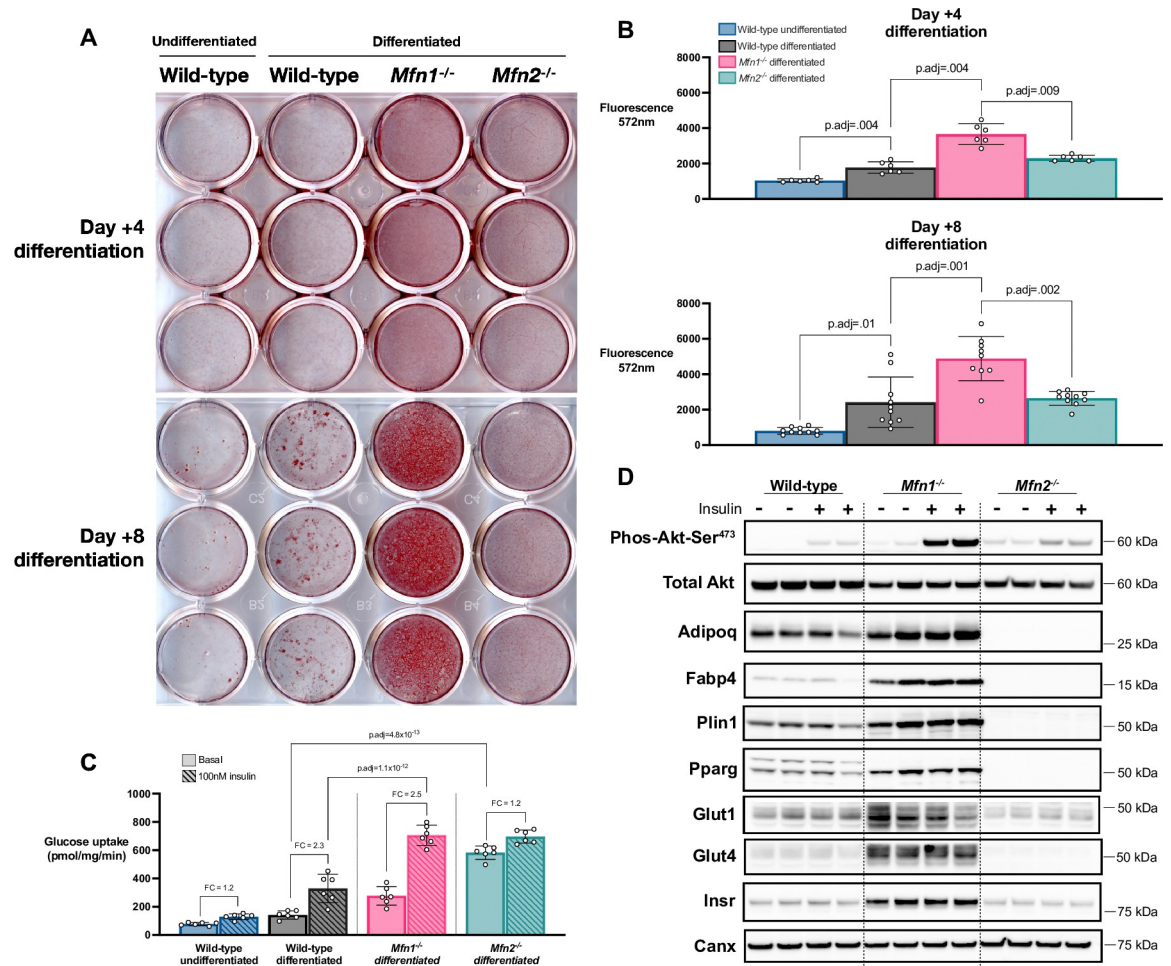 A
Undifferentiated
Differentiated
Wild-type
Wild-type
Mfn1-/-
Mfn2-/-
Day +4
differentiation
Day +8
differentiation
C2
C4
B2
B3
B4
B
Day +4
differentiation
Wild-type undifferentiated
Wild-type differentiated
Mfn1-/- differentiated
Mfn2-/- differentiated
Fluorescence
572nm
8000
6000
4000
2000
0
p.adj=.004
p.adj=.004
p.adj=.009
Day +8
differentiation
Fluorescence
572nm
8000
6000
4000
2000
0
p.adj=.01
p.adj=.001
p.adj=.002
C
Basal
100nM insulin
Glucose uptake
(pmol/mg/min)
1000
800
600
400
200
0
FC = 1.2
FC = 2.3
FC = 2.5
FC = 1.2
p.adj=1.1x10-12
p.adj=4.8x10-13
Wild-type
undifferentiated
Wild-type
differentiated
Mfn1-/-
differentiated
Mfn2-/-
differentiated
D
Wild-type
Mfn1-/-
Mfn2-/-
Insulin - - + + - - + + - - + +
Phos-Akt-Ser473 60 kDa
Total Akt 60 kDa
Adipoq 25 kDa
Fabp4 15 kDa
Plin1 50 kDa
Pparg 50 kDa
Glut1 50 kDa
Glut4 50 kDa
Insr 75 kDa
Canx 75 kDa